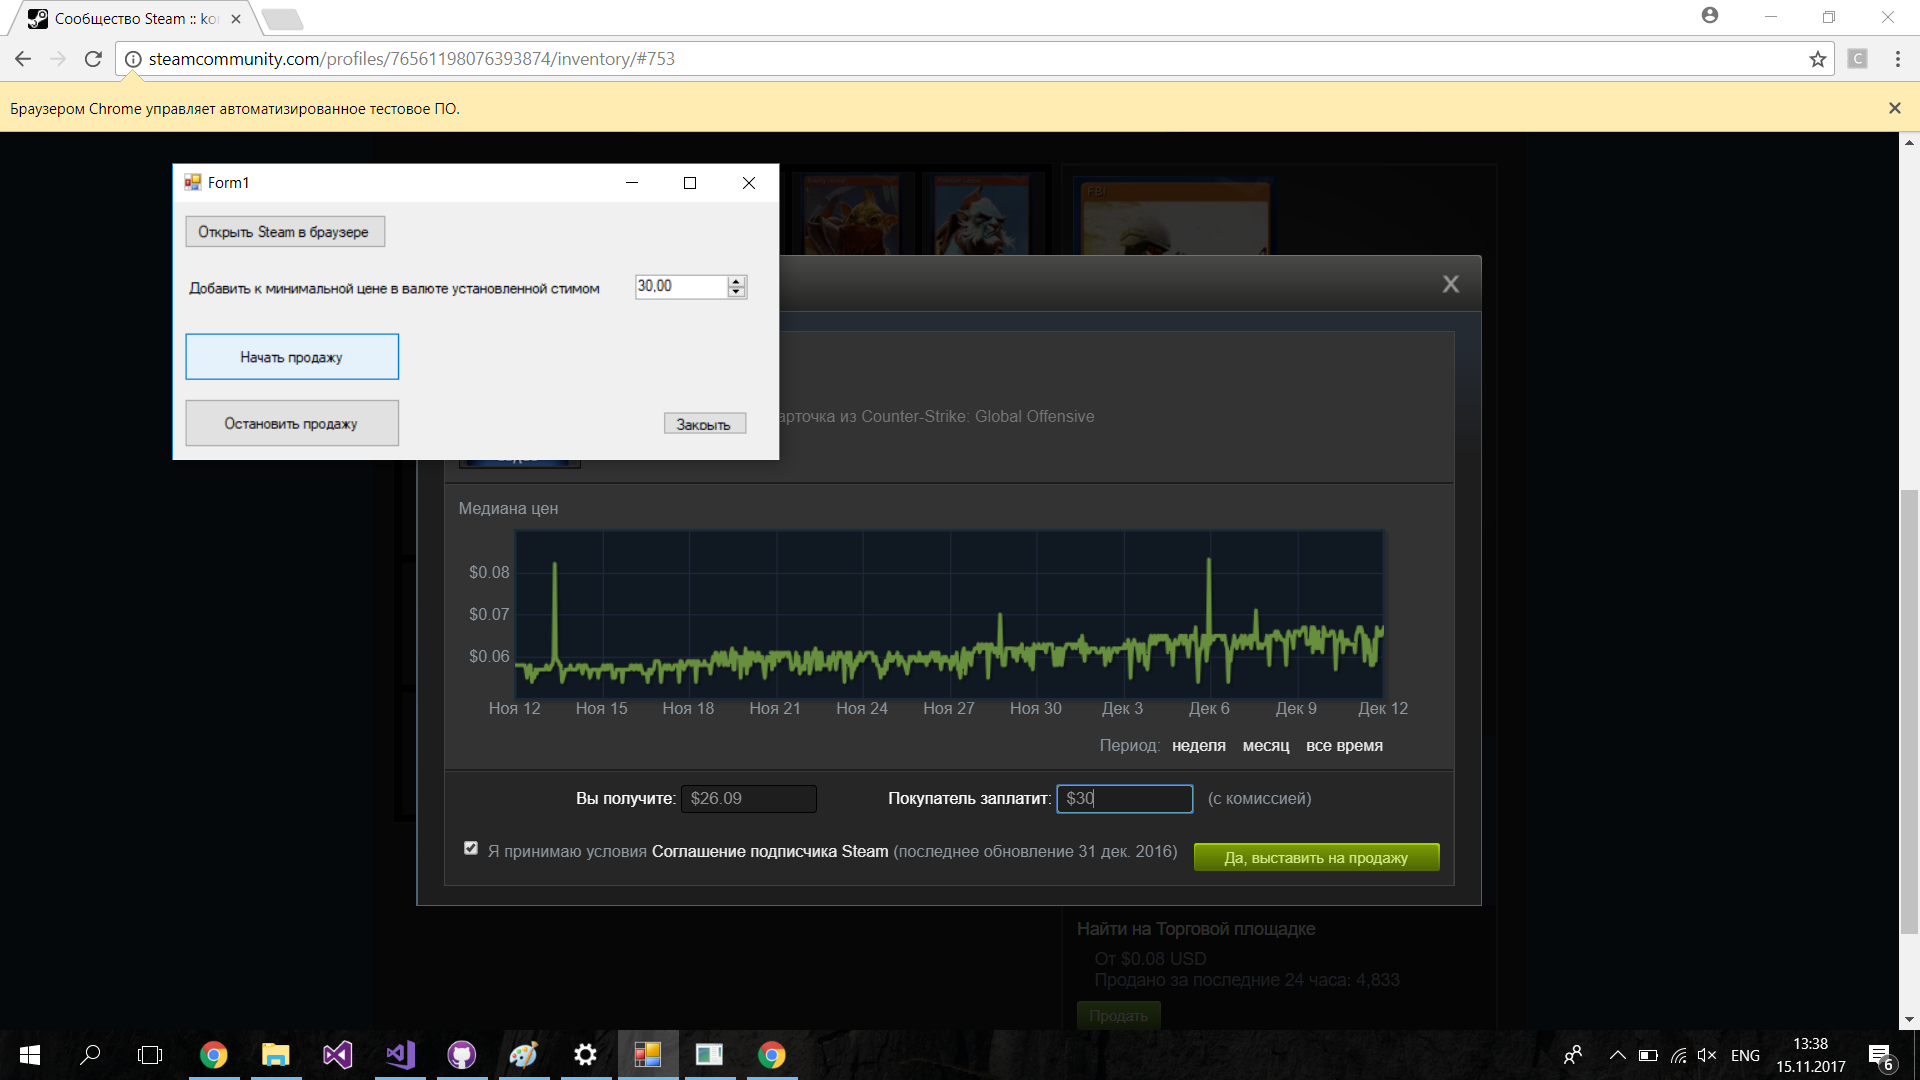 Сообщество Steam :: ko
steamcommunity.com/profiles/76561198076393874/inventory/#753
C
Браузером Chrome управляет автоматизированное тестовое ПО.
Form1
Открыть Steam в браузере
Добавить к минимальной цене в валюте установленной стимом
30,00
Начать продажу
Остановить продажу
Закрыть
FBI
X
арточка из Counter-Strike: Global Offensive
Медиана цен
$0.08
$0.07
$0.06
Ноя 12 Ноя 15 Ноя 18 Ноя 21 Ноя 24 Ноя 27 Ноя 30 Дек 3 Дек 6 Дек 9 Дек 12
Период: неделя месяц все время
Вы получите: $26.09 Покупатель заплатит: $30 (с комиссией)
Я принимаю условия Соглашение подписчика Steam (последнее обновление 31 дек. 2016)
Да, выставить на продажу
Найти на Торговой площадке
От $0.08 USD
Продано за последние 24 часа: 4,833
Продать
ENG
13:38
15.11.2017
6